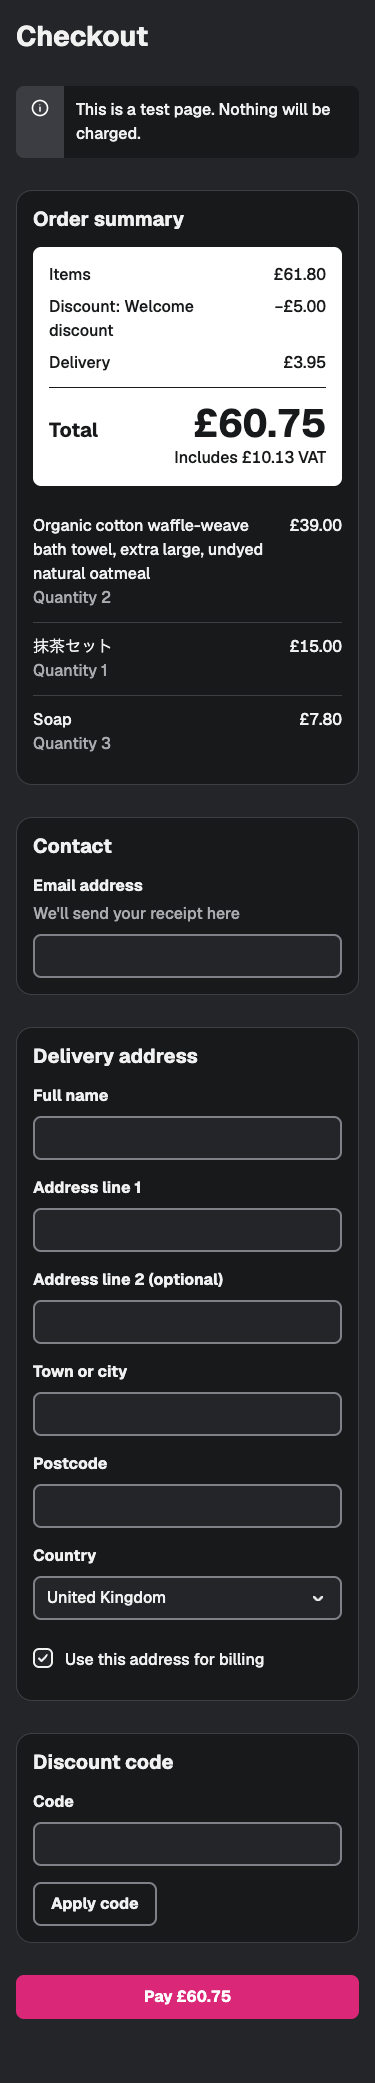 Checkout
This is a test page. Nothing will be
charged.
Order summary
Items £61.80
Discount: Welcome −£5.00
discount
Delivery £3.95
Total £60.75
Includes £10.13 VAT
Organic cotton waffle-weave £39.00
bath towel, extra large, undyed
natural oatmeal
Quantity 2
抹茶セット £15.00
Quantity 1
Soap £7.80
Quantity 3
Contact
Email address
We'll send your receipt here
Delivery address
Full name
Address line 1
Address line 2 (optional)
Town or city
Postcode
Country
United Kingdom
Use this address for billing
Discount code
Code
Apply code
Pay £60.75